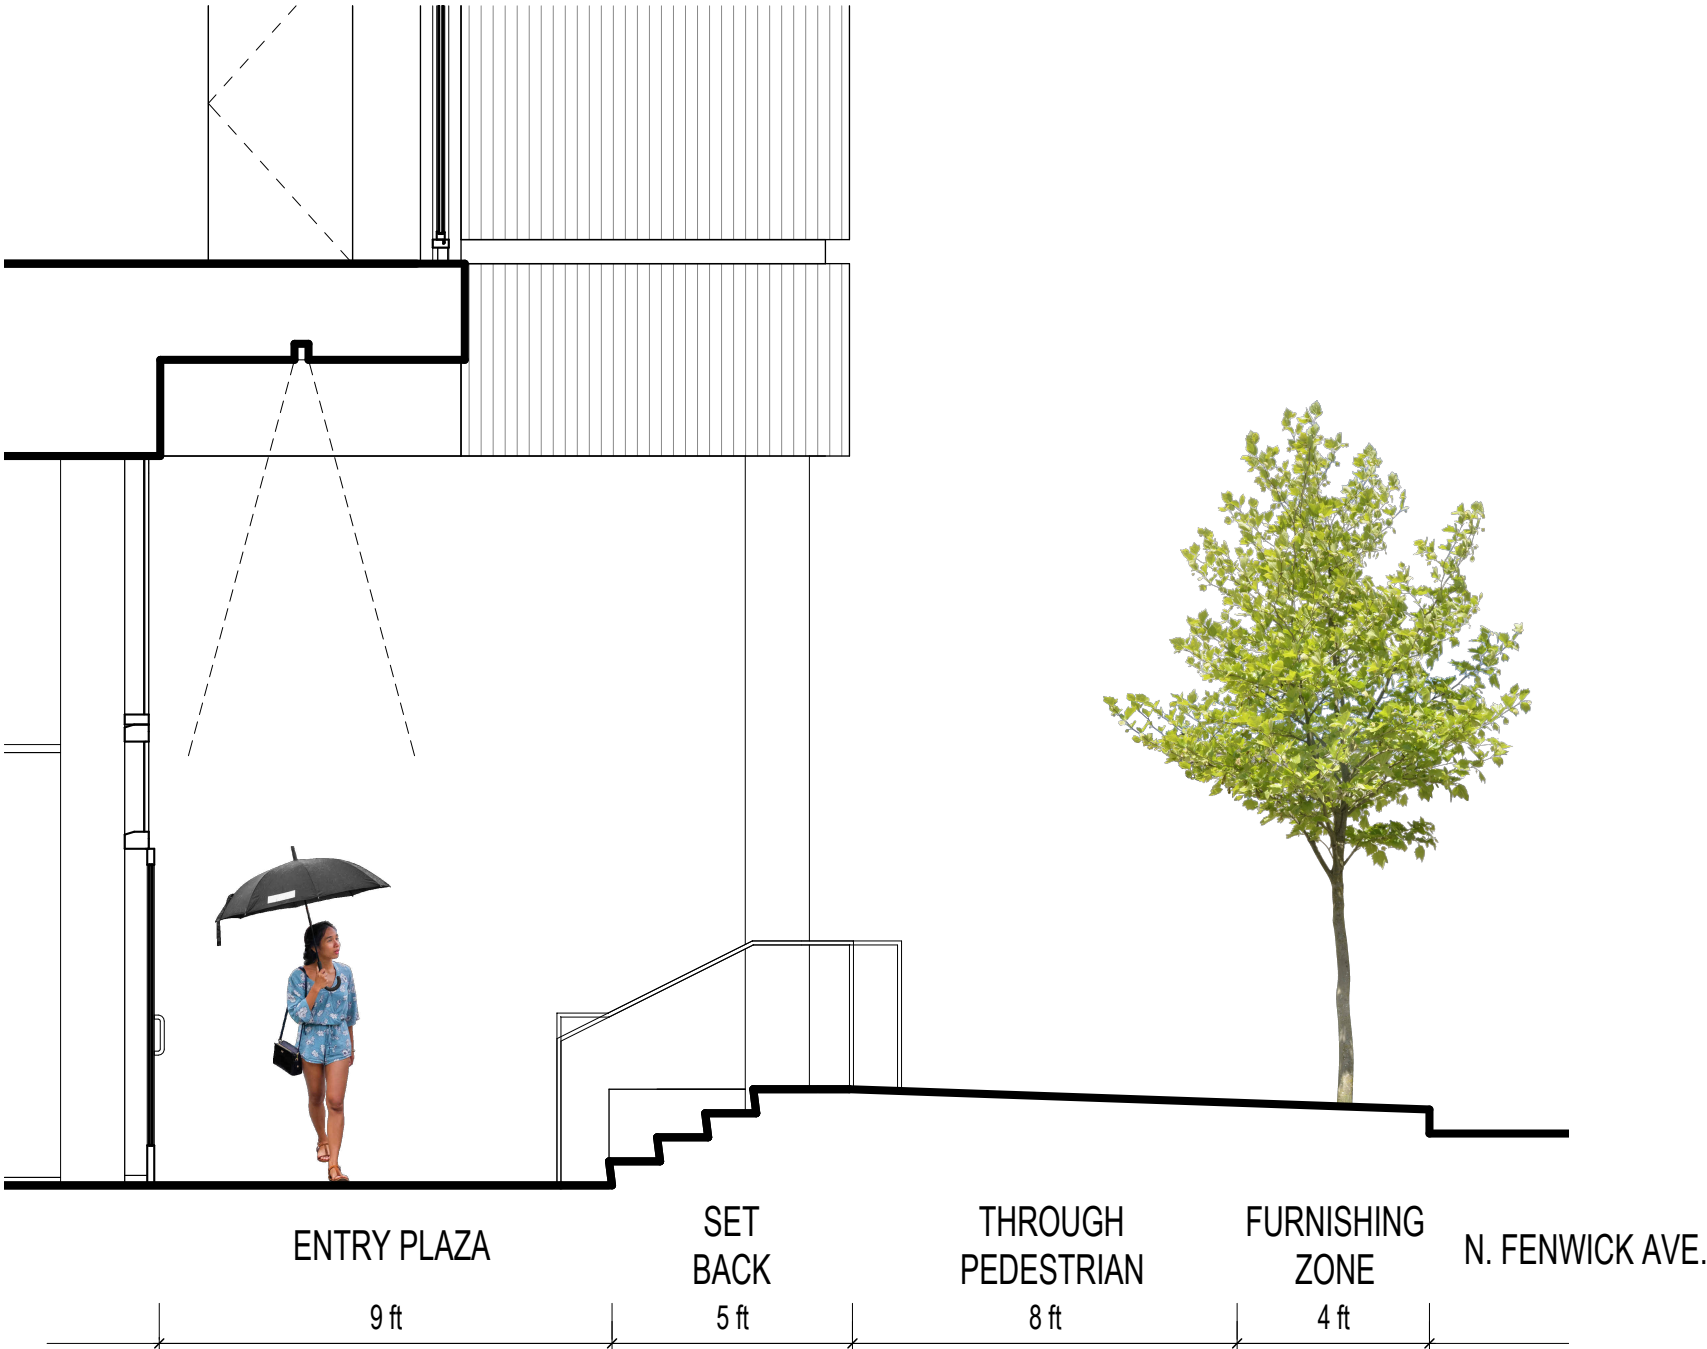 ENTRY PLAZA
SET
BACK
THROUGH
PEDESTRIAN
FURNISHING
ZONE
N. FENWICK AVE.
9 ft
5 ft
8 ft
4 ft